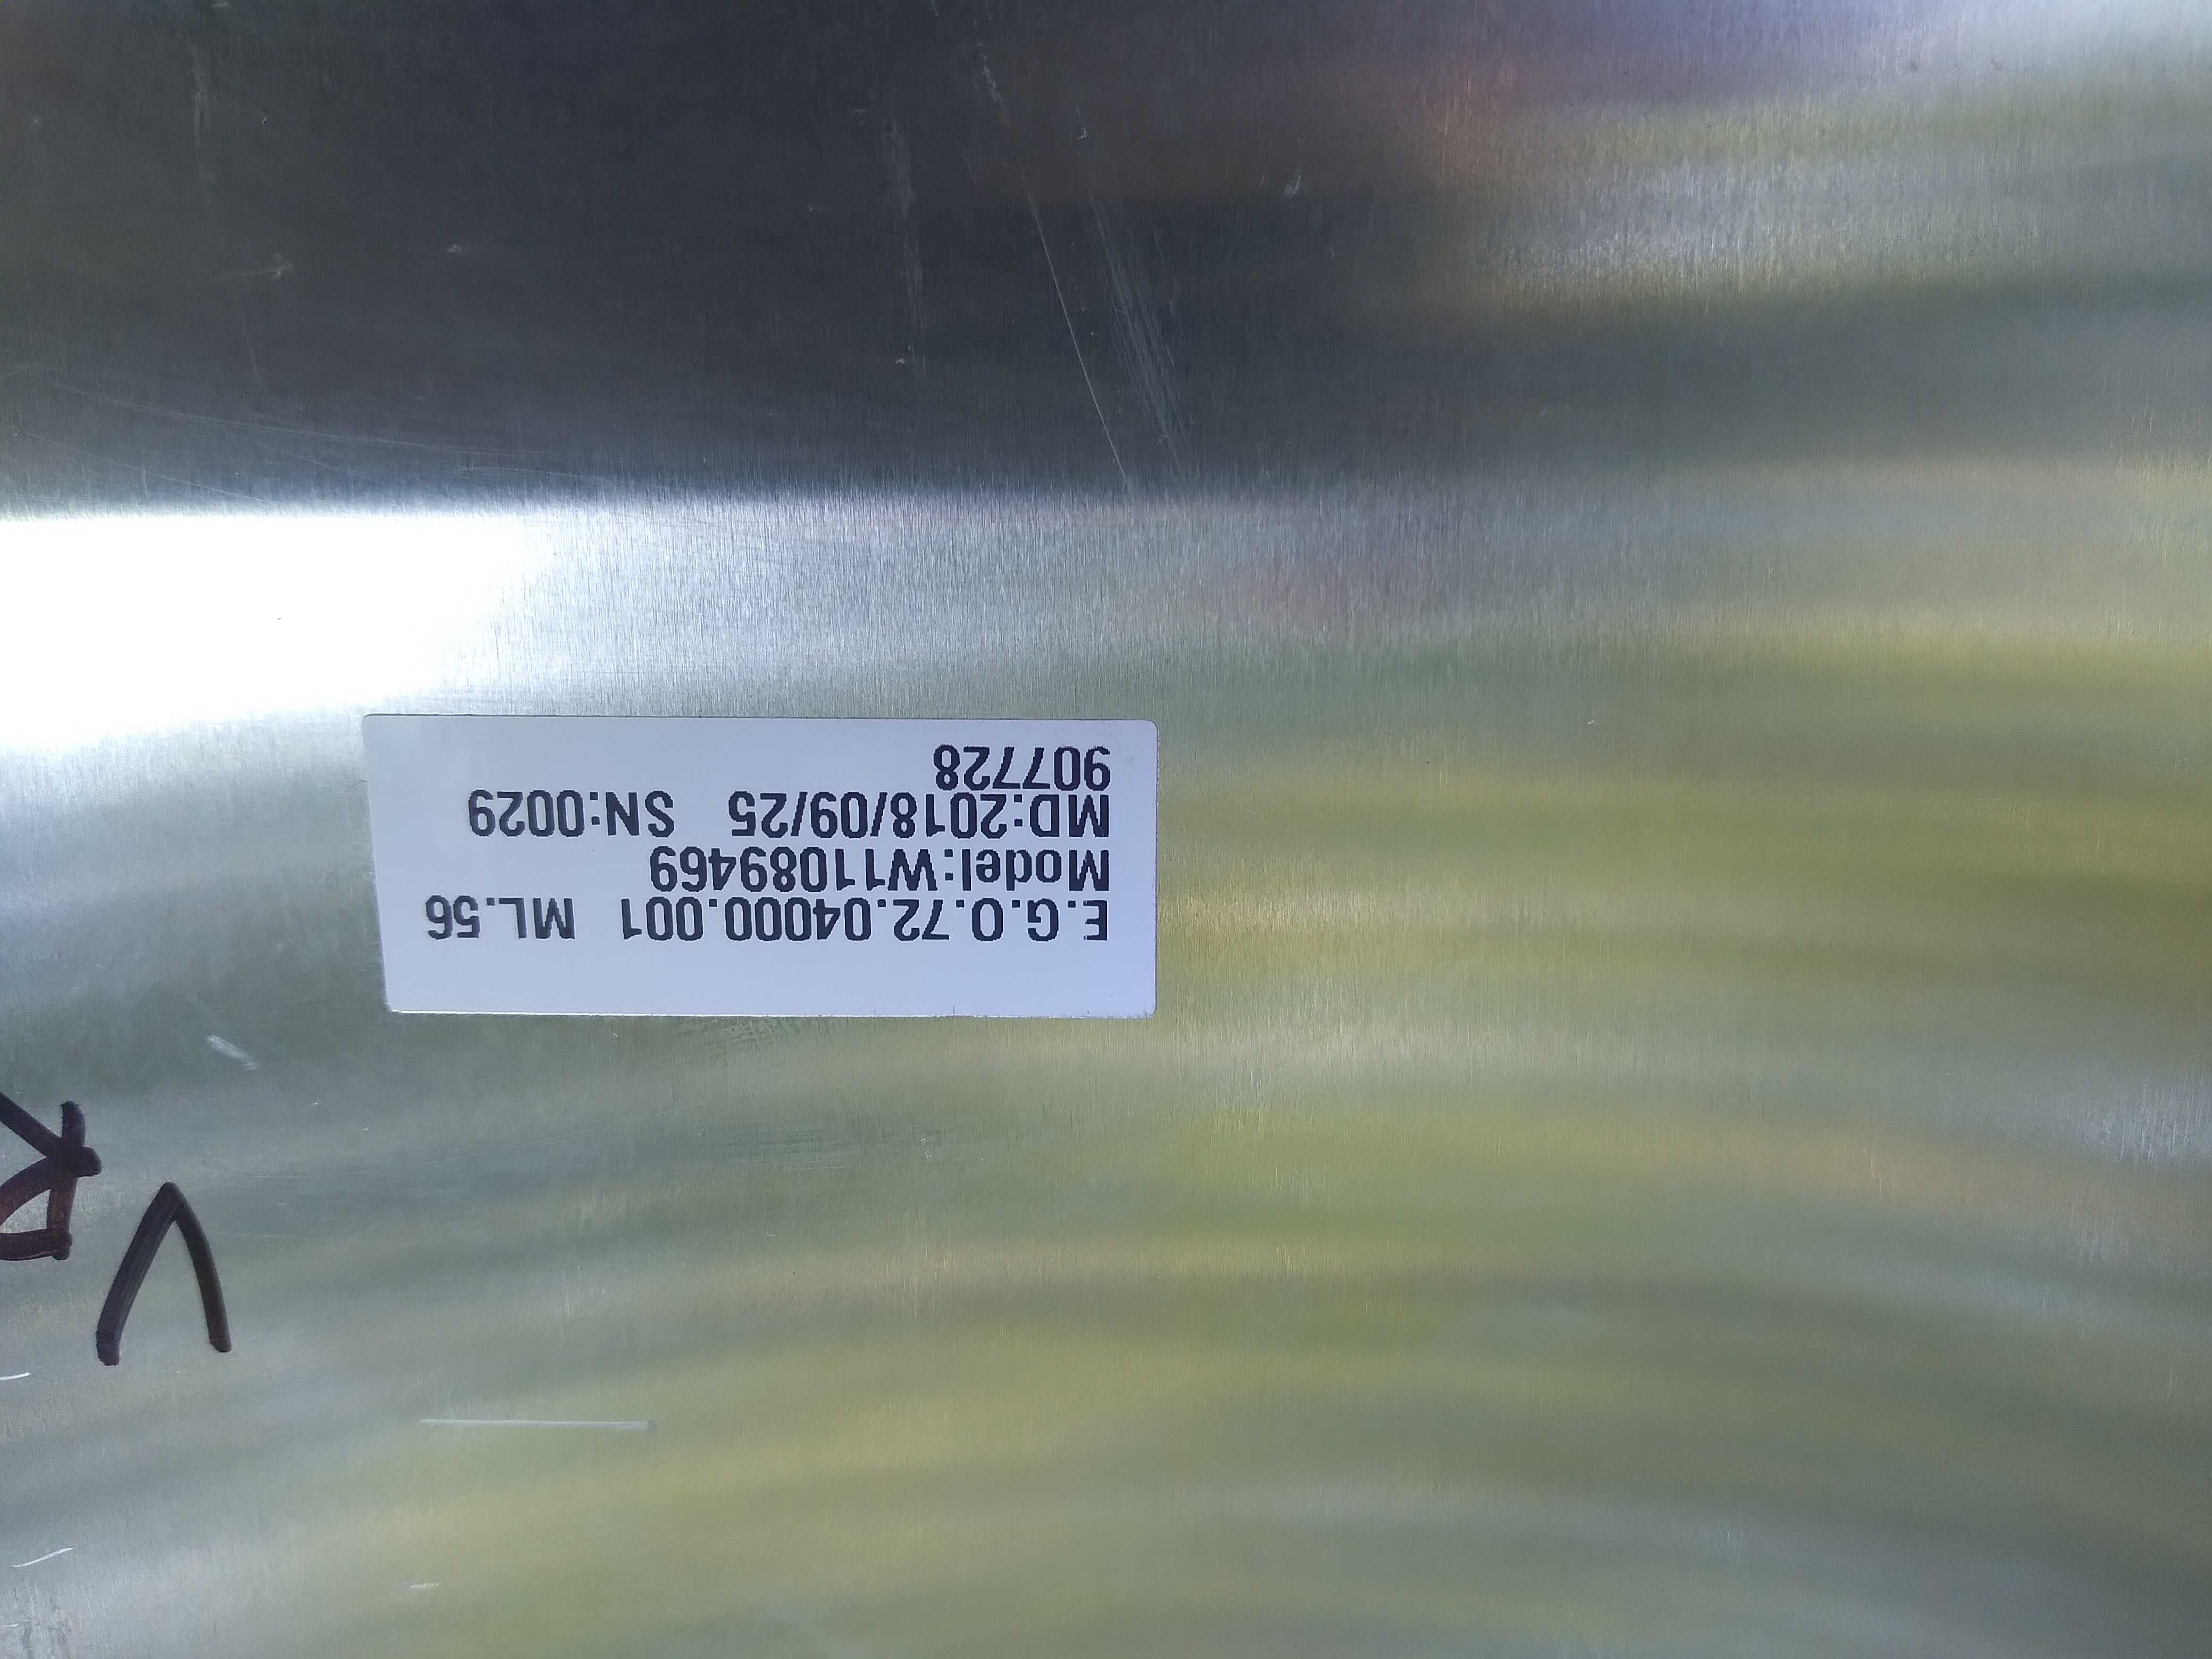 E.G.O.72.04000.001 ML.56
Model:W11089469
MD:2018/09/25 SN:0029
907728